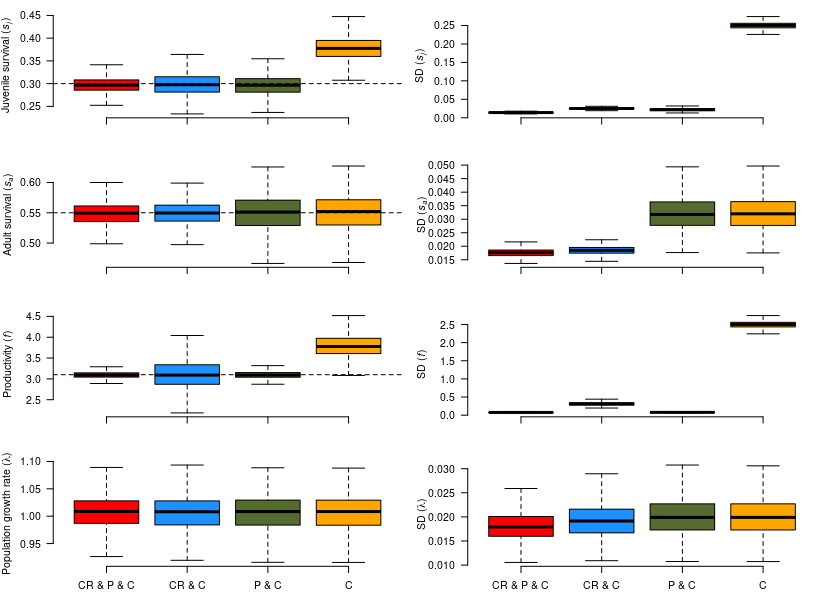 Juvenile survival (sj)
0.45
0.40
0.35
0.30
0.25
SD (sj)
0.25
0.20
0.15
0.10
0.05
0.00
Adult survival (sa)
0.60
0.55
0.50
SD (sa)
0.050
0.045
0.040
0.035
0.030
0.025
0.020
0.015
Productivity (f)
4.5
4.0
3.5
3.0
2.5
SD (f)
2.5
2.0
1.5
1.0
0.5
0.0
Population growth rate (λ)
1.10
1.05
1.00
0.95
CR & P & C
CR & C
P & C
C
SD (λ)
0.030
0.025
0.020
0.015
0.010
CR & P & C
CR & C
P & C
C